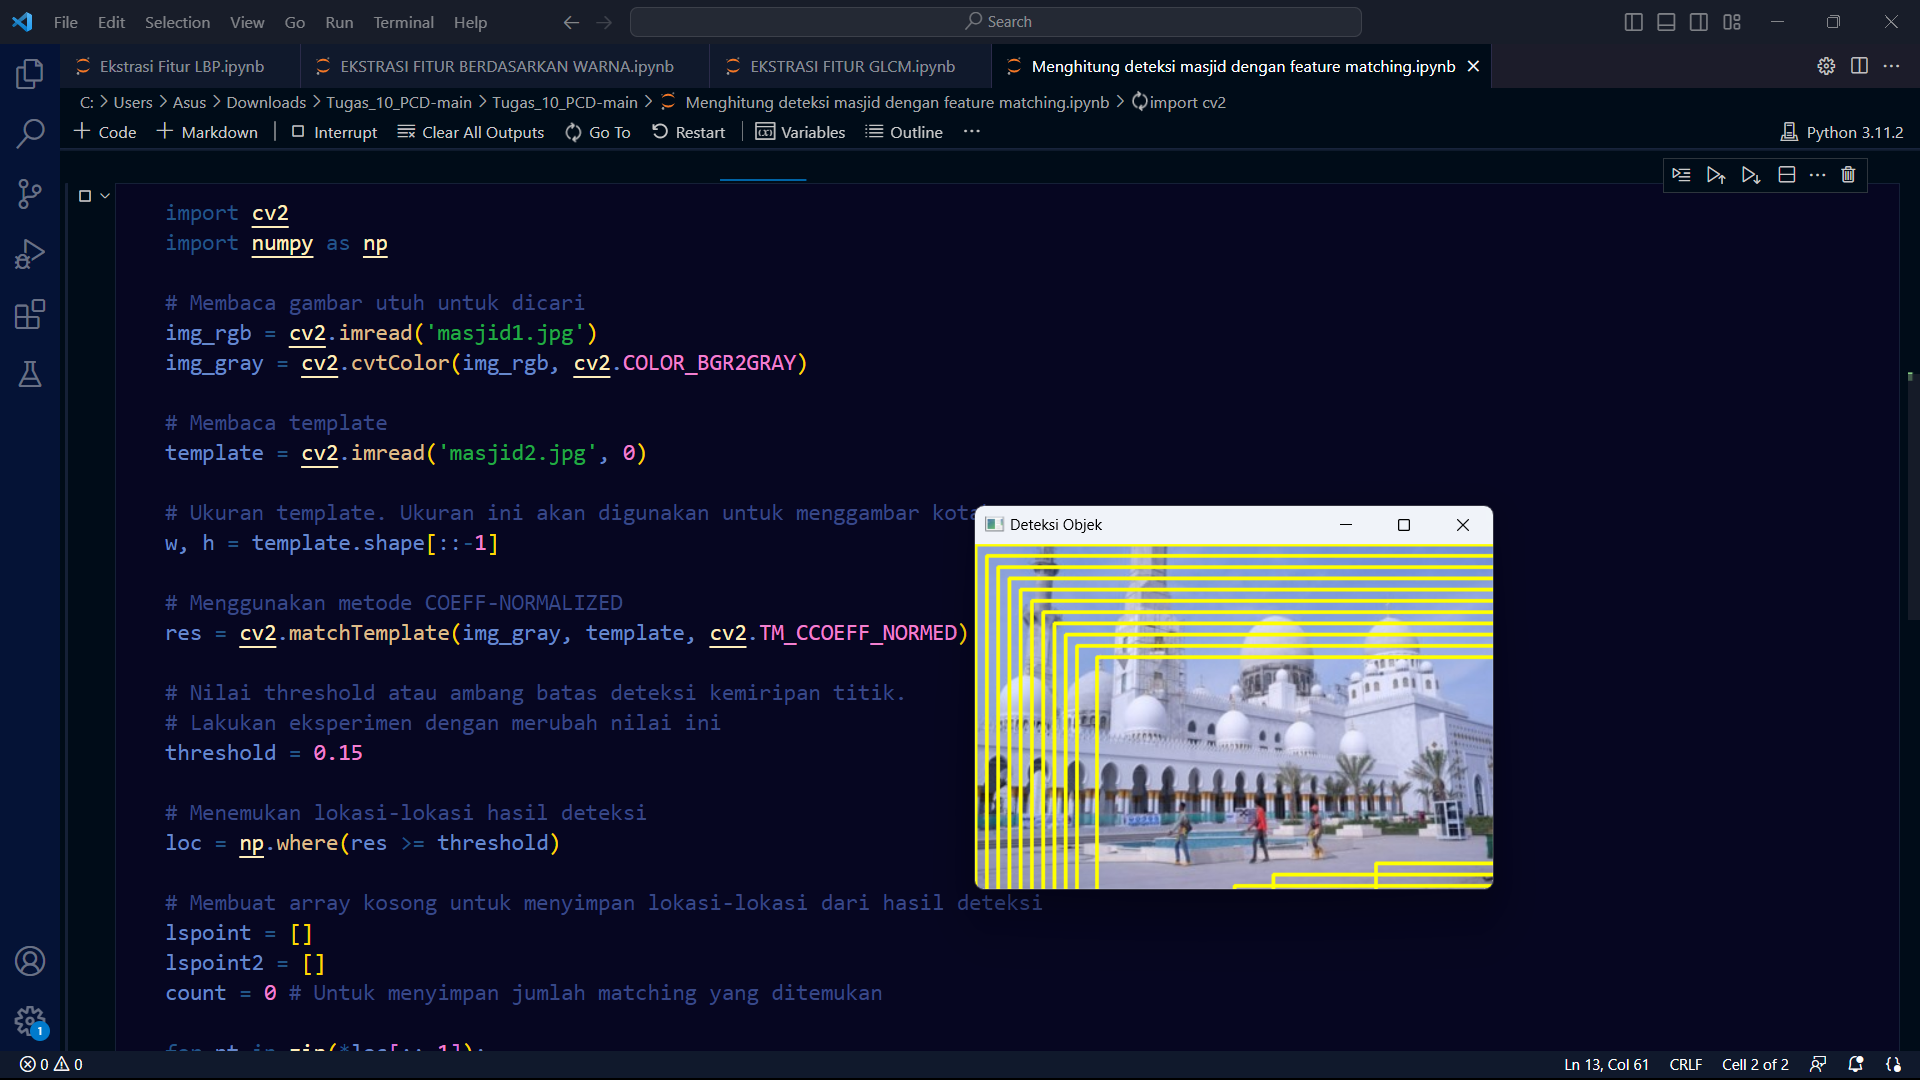 File Edit Selection View Go Run Terminal Help
Search
Ekstrasi Fitur LBP.ipynb
EKSTRASI FITUR BERDASARKAN WARNA.ipynb
EKSTRASI FITUR GLCM.ipynb
Menghitung deteksi masjid dengan feature matching.ipynb
C: > Users > Asus > Downloads > Tugas_10_PCD-main > Tugas_10_PCD-main > Menghitung deteksi masjid dengan feature matching.ipynb > import cv2
+ Code + Markdown | Interrupt Clear All Outputs Go To Restart | Variables Outline ...
Python 3.11.2
import cv2
import numpy as np
# Membaca gambar utuh untuk dicari
img_rgb = cv2.imread('masjid1.jpg')
img_gray = cv2.cvtColor(img_rgb, cv2.COLOR_BGR2GRAY)
# Membaca template
template = cv2.imread('masjid2.jpg', 0)
# Ukuran template. Ukuran ini akan digunakan untuk menggambar kota
w, h = template.shape[::-1]
# Menggunakan metode COEFF-NORMALIZED
res = cv2.matchTemplate(img_gray, template, cv2.TM_CCOEFF_NORMED)
# Nilai threshold atau ambang batas deteksi kemiripan titik.
# Lakukan eksperimen dengan merubah nilai ini
threshold = 0.15
# Menemukan lokasi-lokasi hasil deteksi
loc = np.where(res >= threshold)
# Membuat array kosong untuk menyimpan lokasi-lokasi dari hasil deteksi
lspoint = []
lspoint2 = []
count = 0 # Untuk menyimpan jumlah matching yang ditemukan
for pt in zip(*loc[::-1]):
Deteksi Objek
1
0 0
Ln 13, Col 61 CRLF Cell 2 of 2